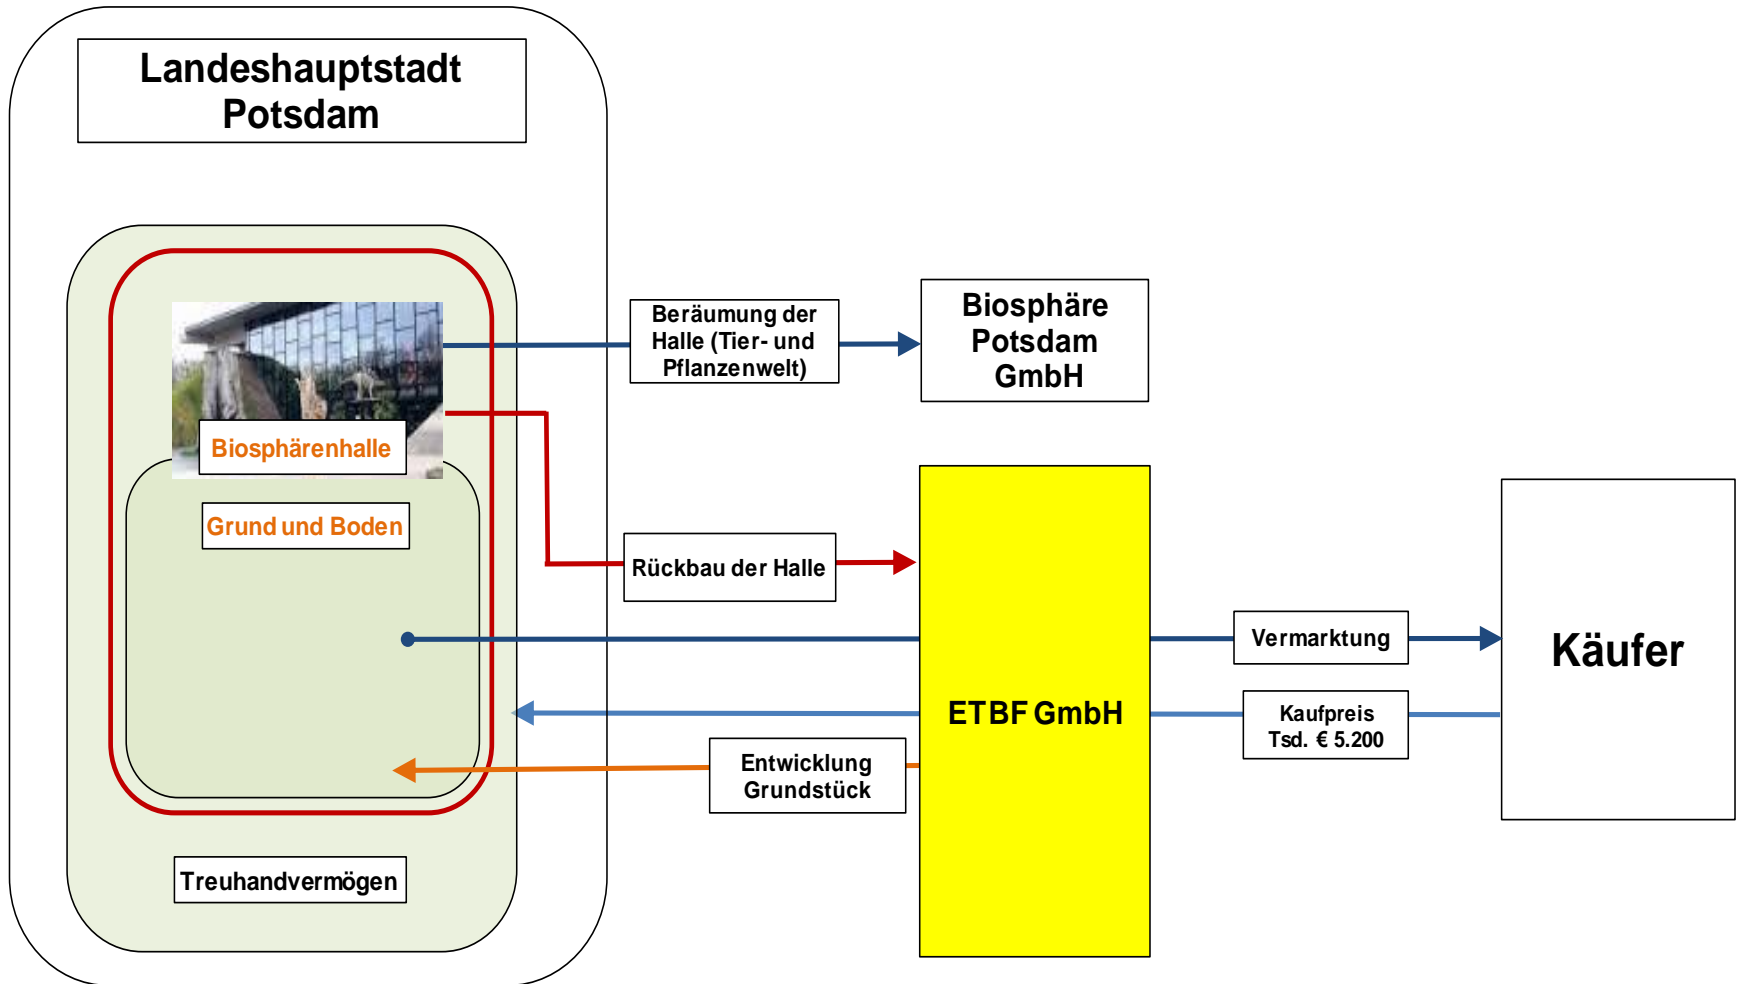 Landeshauptstadt
Potsdam
Beräumung der
Halle (Tier- und
Pflanzenwelt)
Biosphäre
Potsdam
GmbH
Biosphärenhalle
Grund und Boden
Rückbau der Halle
Vermarktung
Käufer
ETBF GmbH
Kaufpreis
Tsd. € 5.200
Entwicklung
Grundstück
Treuhandvermögen